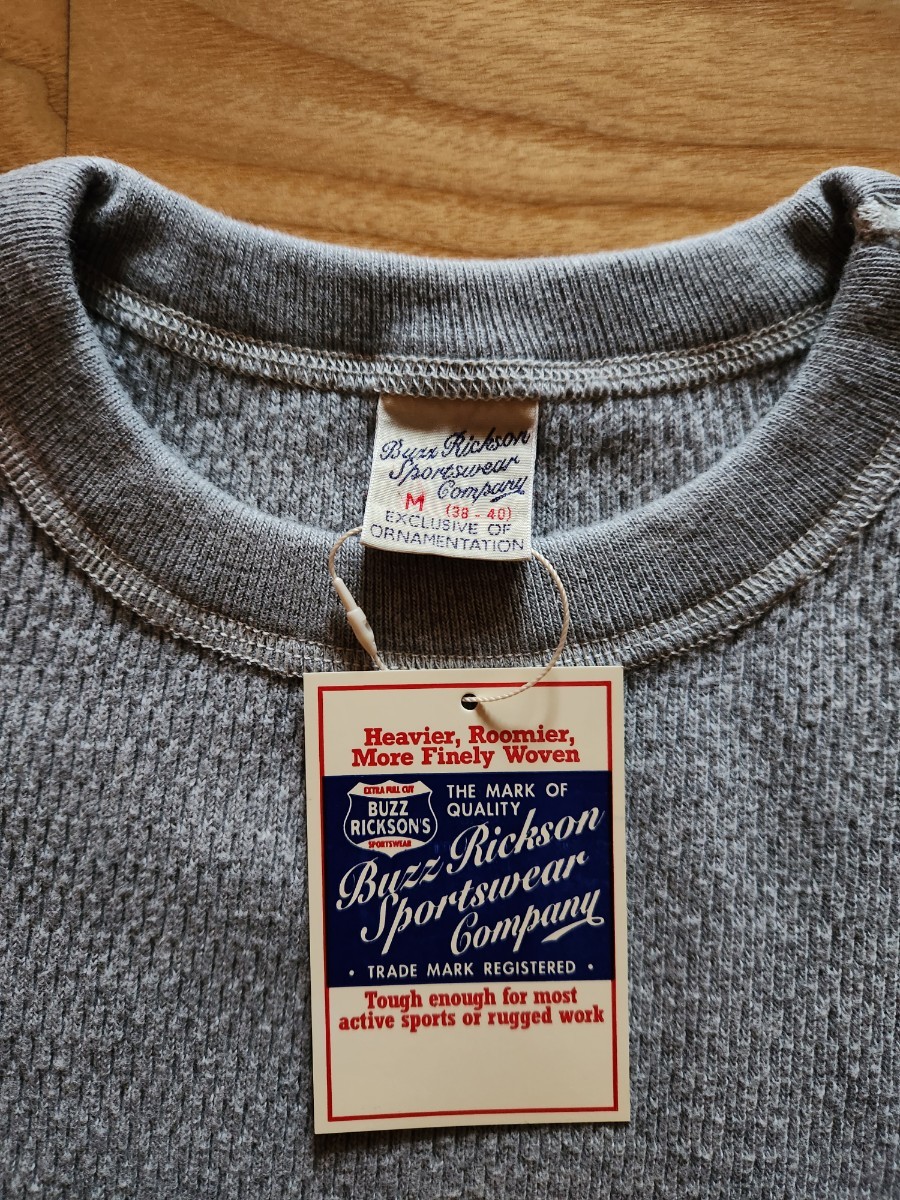 Buzz Rickson
Sportswear
Company
M (38 - 40)
EXCLUSIVE OF
ORNAMENTATION
Heavier, Roomier,
More Finely Woven
EXTRA FULL CUT
BUZZ
RICKSON'S
SPORTSWEAR
THE MARK OF
QUALITY
Buzz Rickson
Sportswear
Company
• TRADE MARK REGISTERED •
Tough enough for most
active sports or rugged work